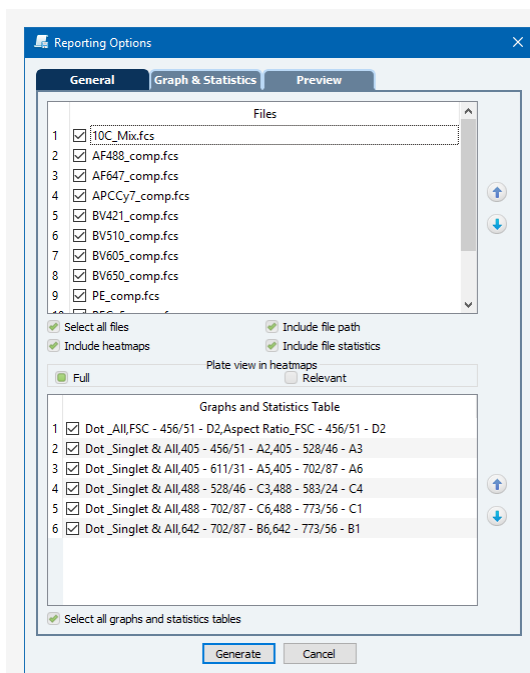 Reporting Options
General Graph & Statistics Preview
Files
1 10C_Mix.fcs
2 AF488_comp.fcs
3 AF647_comp.fcs
4 APCCy7_comp.fcs
5 BV421_comp.fcs
6 BV510_comp.fcs
7 BV605_comp.fcs
8 BV650_comp.fcs
9 PE_comp.fcs
Select all files Include file path
Include heatmaps Include file statistics
Plate view in heatmaps
Full Relevant
Graphs and Statistics Table
1 Dot _All,FSC - 456/51 - D2,Aspect Ratio_FSC - 456/51 - D2
2 Dot _Singlet & All,405 - 456/51 - A2,405 - 528/46 - A3
3 Dot _Singlet & All,405 - 611/31 - A5,405 - 702/87 - A6
4 Dot _Singlet & All,488 - 528/46 - C3,488 - 583/24 - C4
5 Dot _Singlet & All,488 - 702/87 - C6,488 - 773/56 - C1
6 Dot _Singlet & All,642 - 702/87 - B6,642 - 773/56 - B1
Select all graphs and statistics tables
Generate Cancel